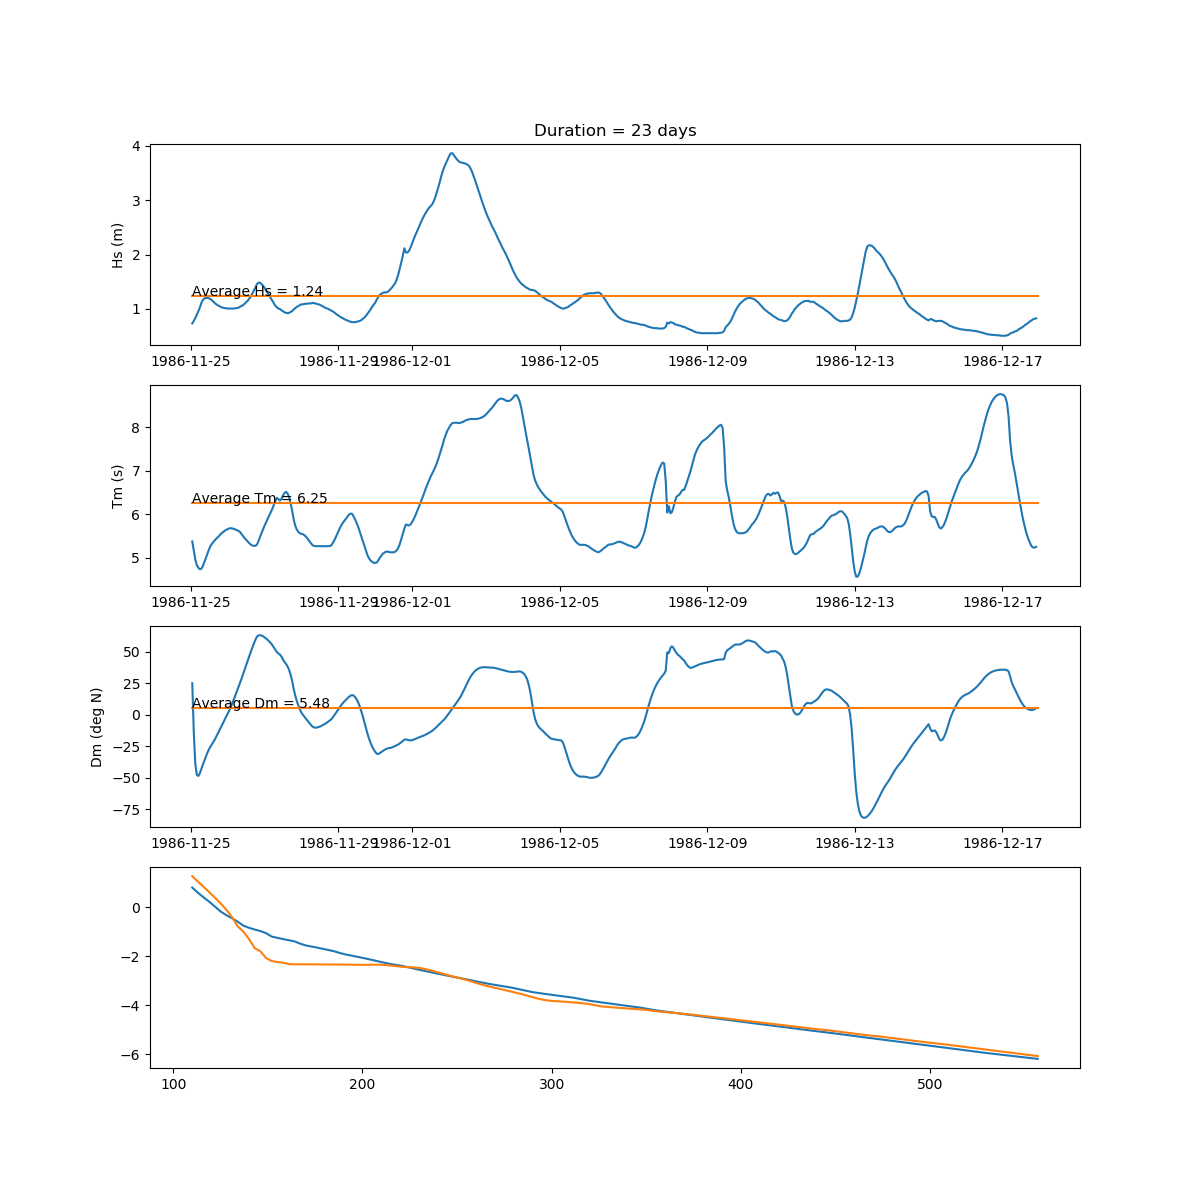 Duration = 23 days
4
3
2
1
Hs (m)
Average Hs = 1.24
1986-11-25 1986-11-29 1986-12-01 1986-12-05 1986-12-09 1986-12-13 1986-12-17
8
7
6
5
Tm (s)
Average Tm = 6.25
1986-11-25 1986-11-29 1986-12-01 1986-12-05 1986-12-09 1986-12-13 1986-12-17
50
25
0
−25
−50
−75
Dm (deg N)
Average Dm = 5.48
1986-11-25 1986-11-29 1986-12-01 1986-12-05 1986-12-09 1986-12-13 1986-12-17
0
−2
−4
−6
100 200 300 400 500